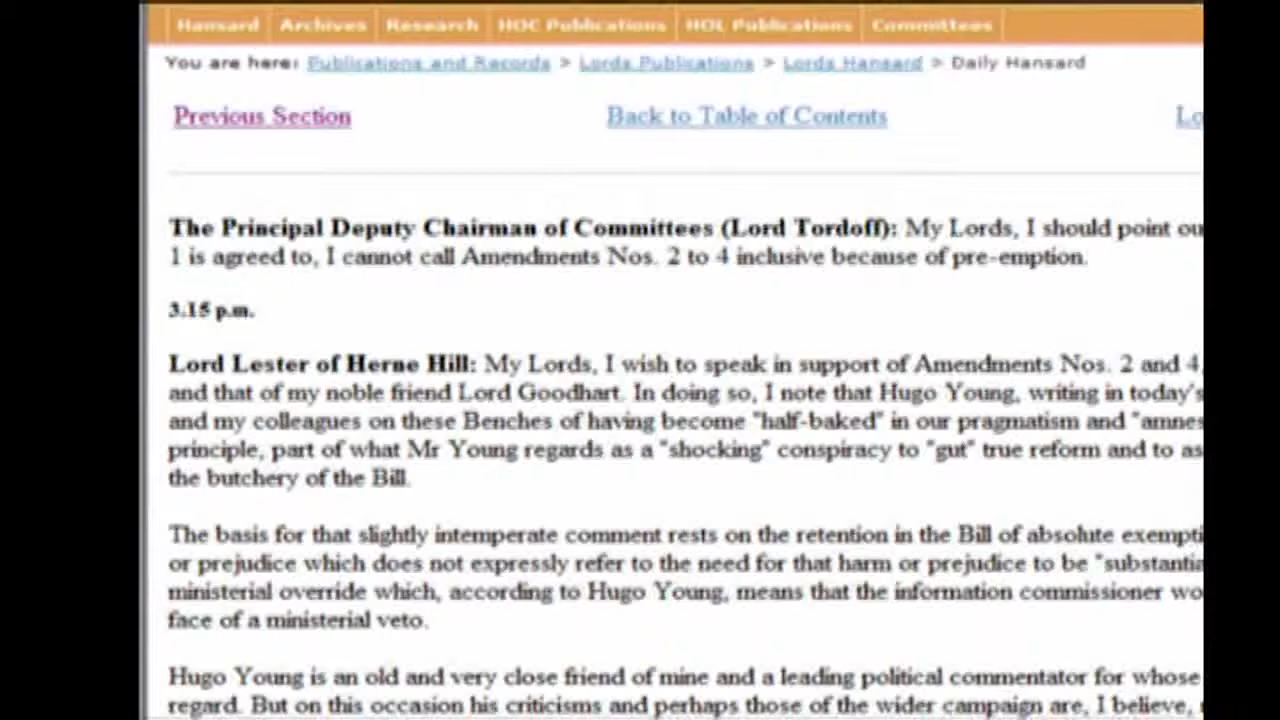 Hansard Archives Research HOC Publications HOL Publications Committees
You are here: Publications and Records > Lords Publications > Lords Hansard > Daily Hansard
Previous Section Back to Table of Contents Lo
The Principal Deputy Chairman of Committees (Lord Tordoff): My Lords, I should point ou
1 is agreed to, I cannot call Amendments Nos. 2 to 4 inclusive because of pre-emption.
3.15 p.m.
Lord Lester of Herne Hill: My Lords, I wish to speak in support of Amendments Nos. 2 and 4,
and that of my noble friend Lord Goodhart. In doing so, I note that Hugo Young, writing in today's
and my colleagues on these Benches of having become "half-baked" in our pragmatism and "amnes
principle, part of what Mr Young regards as a "shocking" conspiracy to "gut" true reform and to as
the butchery of the Bill.
The basis for that slightly intemperate comment rests on the retention in the Bill of absolute exempti
or prejudice which does not expressly refer to the need for that harm or prejudice to be "substantia
ministerial override which, according to Hugo Young, means that the information commissioner wo
face of a ministerial veto.
Hugo Young is an old and very close friend of mine and a leading political commentator for whose
regard. But on this occasion his criticisms and perhaps those of the wider campaign are, I believe,